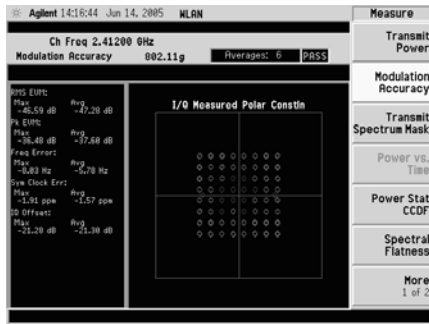 Agilent 14:16:44 Jun 14, 2005 WLAN
Measure
Ch Freq 2.41200 GHz
Modulation Accuracy 802.11g Averages: 6 PASS
Transmit
Power
Modulation
Accuracy
Transmit
Spectrum Mask
Power vs.
Time
Power Stat
CCDF
Spectral
Flatness
More
1 of 2
RMS EVM:
Max Avg
-46.59 dB -47.28 dB
Pk EVM:
Max Avg
-36.48 dB -37.60 dB
Freq Error:
Max Avg
-8.03 Hz -5.78 Hz
Sym Clock Err:
Max Avg
-1.91 ppm -1.57 ppm
IQ Offset:
Max Avg
-21.28 dB -21.30 dB
I/Q Measured Polar Constln